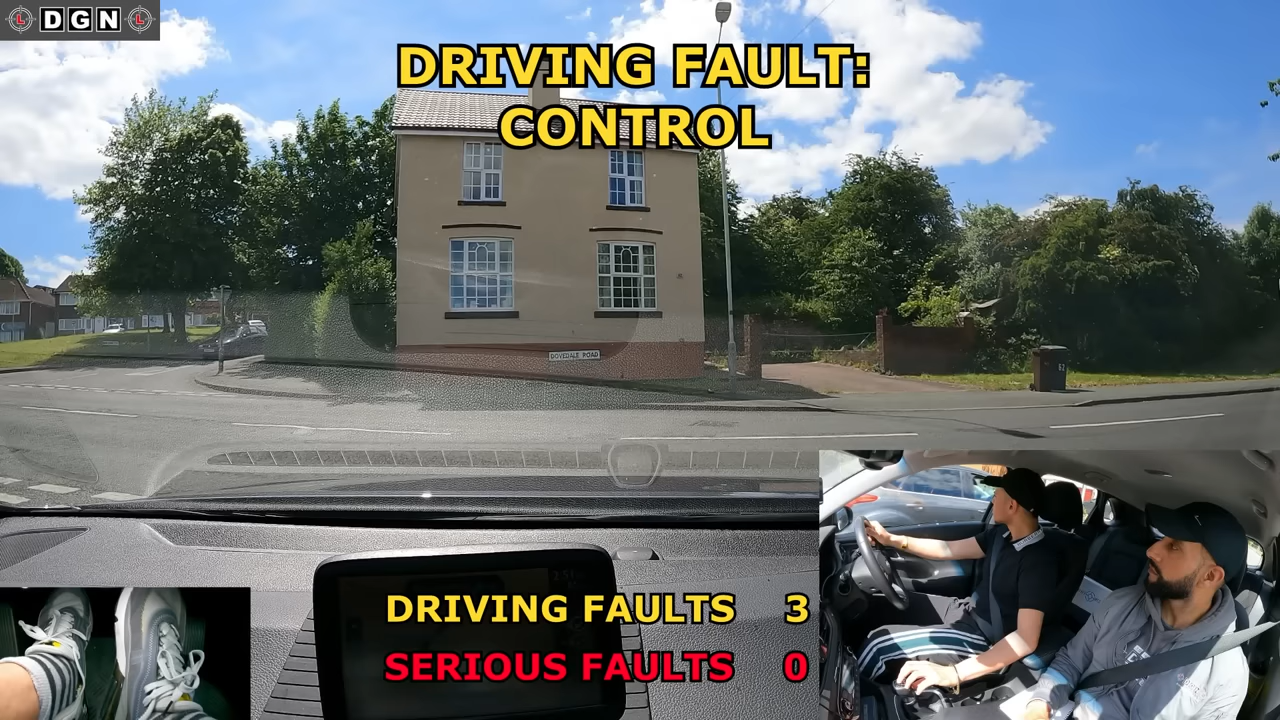 L DGN L
DRIVING FAULT:
CONTROL
DOVEDALE ROAD
DRIVING FAULTS 3
SERIOUS FAULTS 0